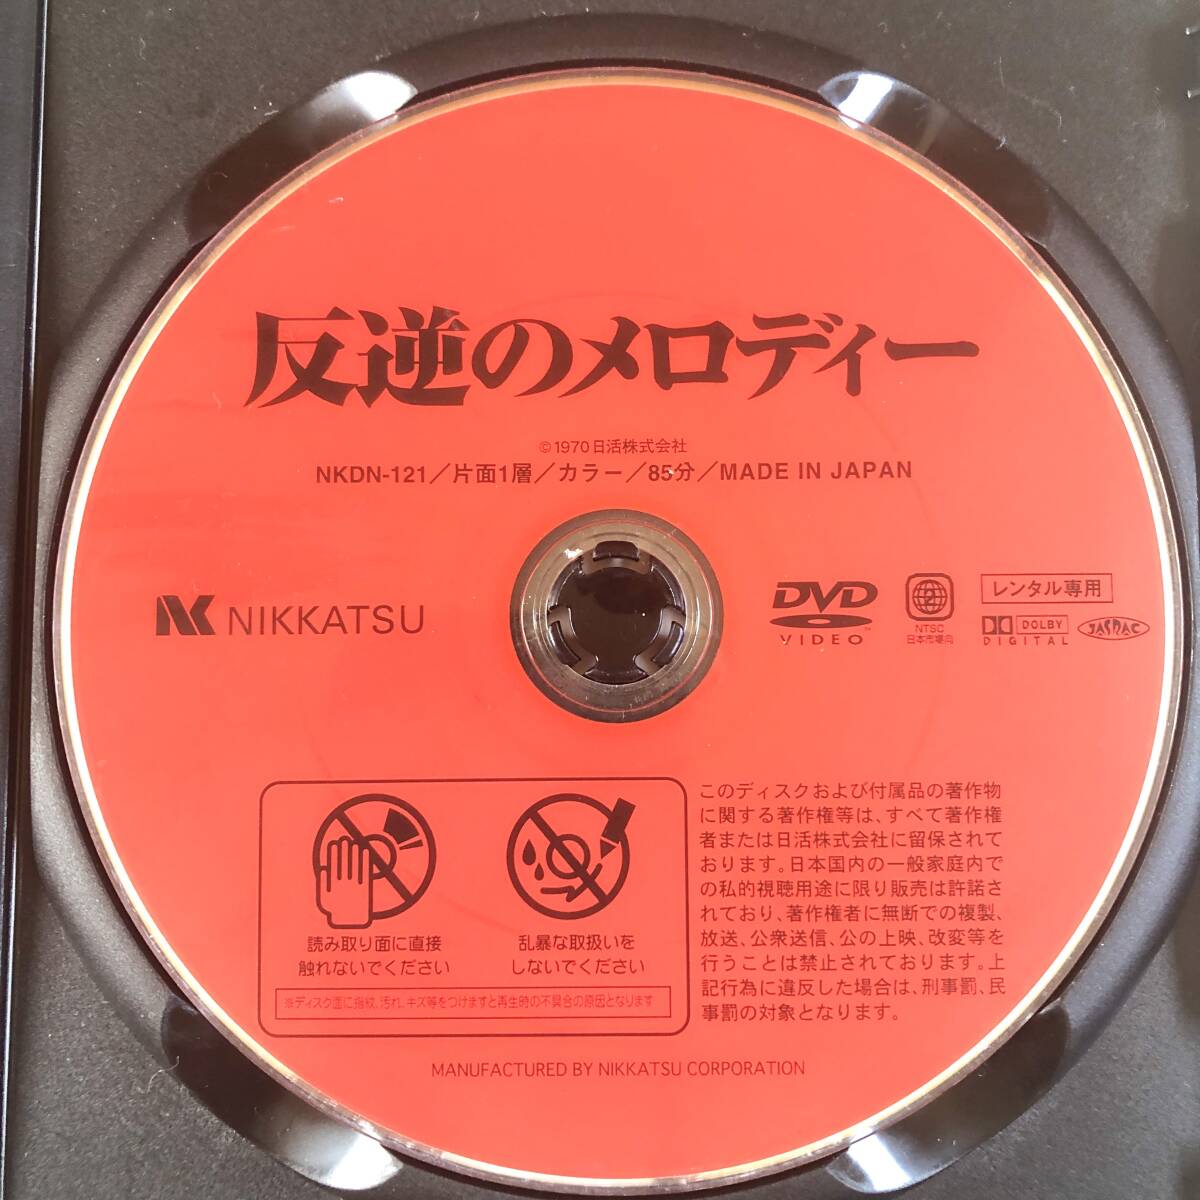 反逆のメロディー
©1970日活株式会社
NKDN-121／片面1層／カラー／85分／MADE IN JAPAN
NIKKATSU
DVD
VIDEO™
2
NTSC
日本市場向
レンタル専用
DOLBY
DIGITAL
JASRAC
読み取り面に直接
触れないでください
乱暴な取扱いを
しないでください
※ディスク面に指紋、汚れ、キズ等をつけますと再生時の不具合の原因となります
このディスクおよび付属品の著作物
に関する著作権等は、すべて著作権
者または日活株式会社に留保されて
おります。日本国内の一般家庭内で
の私的視聴用途に限り販売は許諾さ
れており、著作権者に無断での複製、
放送、公衆送信、公の上映、改変等を
行うことは禁止されております。上
記行為に違反した場合は、刑事罰、民
事罰の対象となります。
MANUFACTURED BY NIKKATSU CORPORATION